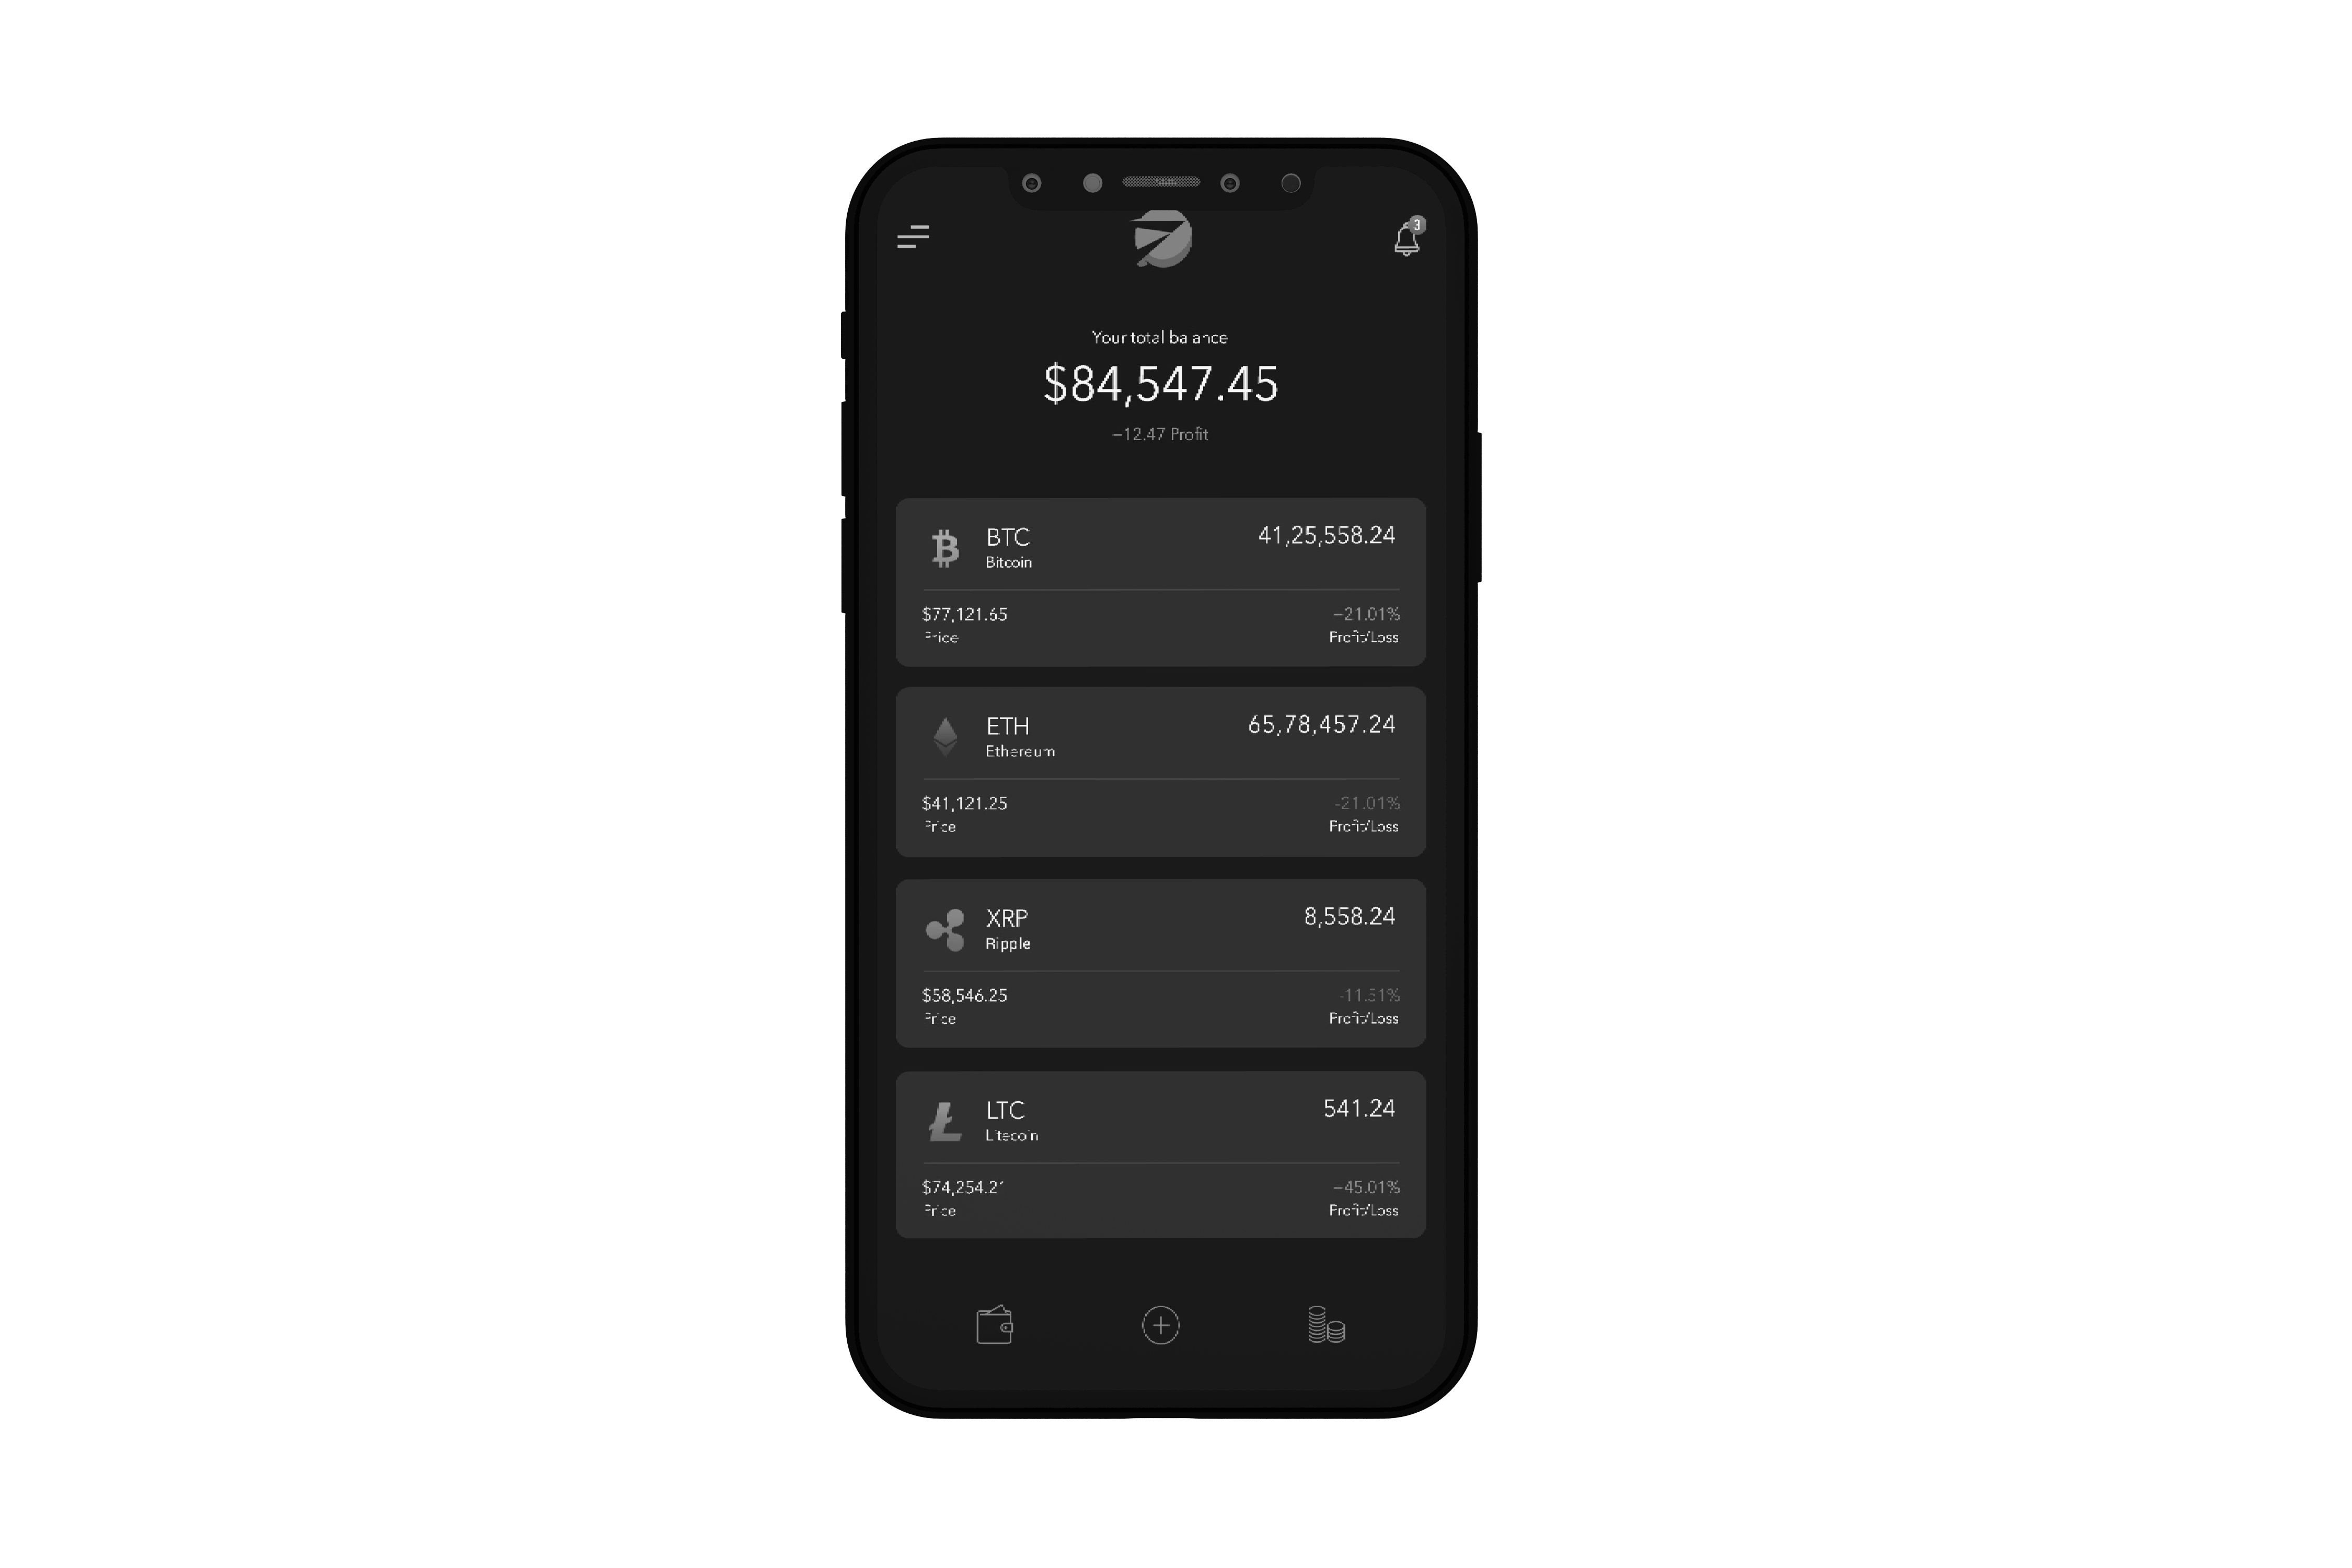 3
Your total balance
$84,547.45
–12.47 Profit
BTC
41,25,558.24
Bitcoin
$77,121.65
–21.01%
Price
Profit/Loss
ETH
65,78,457.24
Ethereum
$41,121.25
-21.01%
Price
Profit/Loss
XRP
8,558.24
Ripple
$58,546.25
-11.51%
Price
Profit/Loss
LTC
541.24
Litecoin
$74,254.21
–45.01%
Price
Profit/Loss